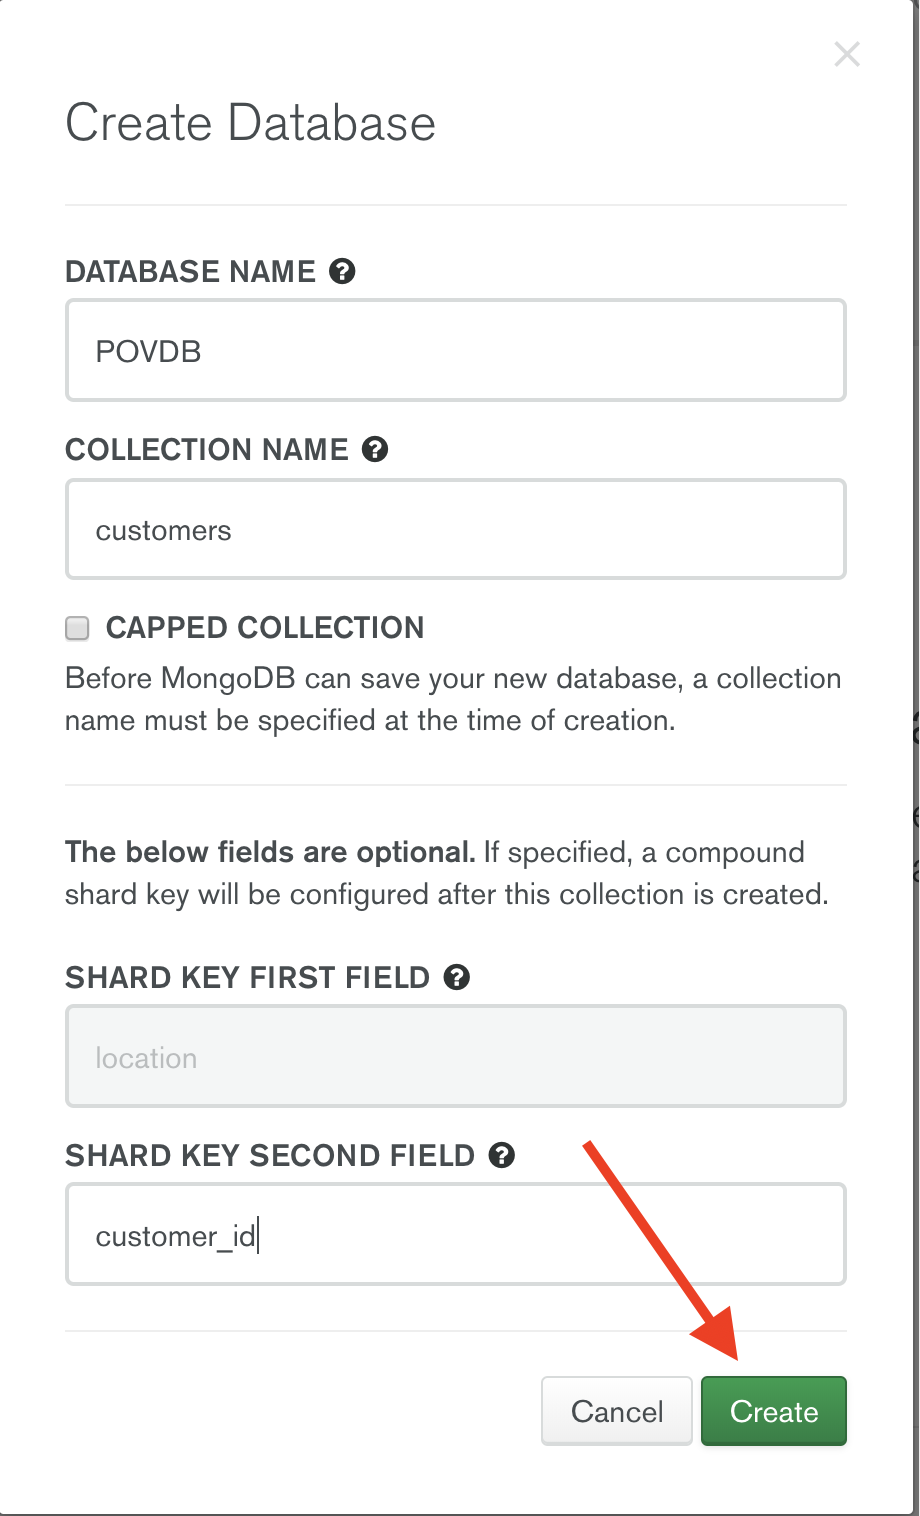 Create Database
DATABASE NAME ?
POVDB
COLLECTION NAME ?
customers
CAPPED COLLECTION
Before MongoDB can save your new database, a collection
name must be specified at the time of creation.
The below fields are optional. If specified, a compound
shard key will be configured after this collection is created.
SHARD KEY FIRST FIELD ?
location
SHARD KEY SECOND FIELD ?
customer_id
Cancel
Create